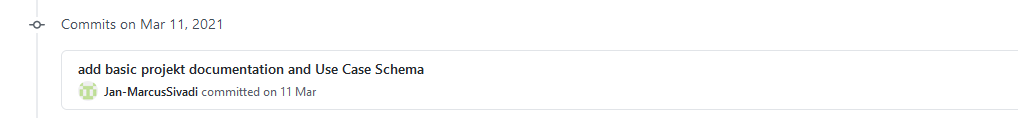 Commits on Mar 11, 2021
add basic projekt documentation and Use Case Schema
Jan-MarcusSivadi committed on 11 Mar